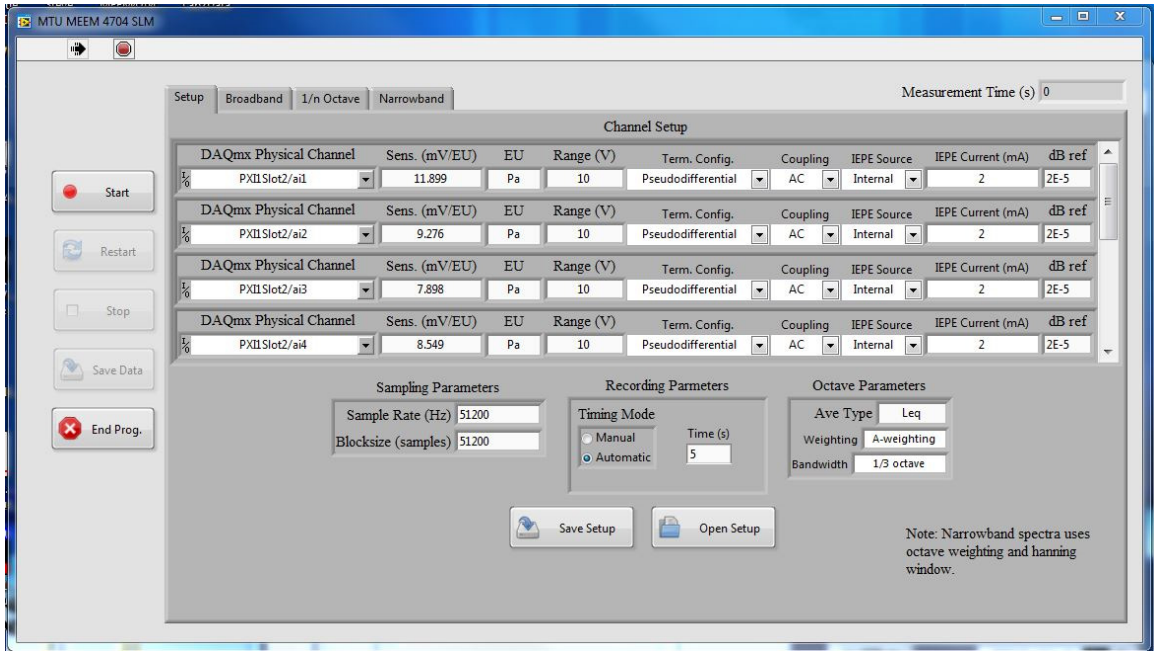 MTU MEEM 4704 SLM
Setup Broadband 1/n Octave Narrowband Measurement Time (s) 0
Channel Setup
DAQmx Physical Channel Sens. (mV/EU) EU Range (V) Term. Config. Coupling IEPE Source IEPE Current (mA) dB ref
PXI1Slot2/ai1 11.899 Pa 10 Pseudodifferential AC Internal 2 2E-5
DAQmx Physical Channel Sens. (mV/EU) EU Range (V) Term. Config. Coupling IEPE Source IEPE Current (mA) dB ref
PXI1Slot2/ai2 9.276 Pa 10 Pseudodifferential AC Internal 2 2E-5
DAQmx Physical Channel Sens. (mV/EU) EU Range (V) Term. Config. Coupling IEPE Source IEPE Current (mA) dB ref
PXI1Slot2/ai3 7.898 Pa 10 Pseudodifferential AC Internal 2 2E-5
DAQmx Physical Channel Sens. (mV/EU) EU Range (V) Term. Config. Coupling IEPE Source IEPE Current (mA) dB ref
PXI1Slot2/ai4 8.549 Pa 10 Pseudodifferential AC Internal 2 2E-5
Start
Restart
Stop
Save Data
End Prog.
Sampling Parameters
Sample Rate (Hz) 51200
Blocksize (samples) 51200
Recording Parmeters
Timing Mode
Manual
Automatic
Time (s)
5
Octave Parameters
Ave Type Leq
Weighting A-weighting
Bandwidth 1/3 octave
Save Setup Open Setup
Note: Narrowband spectra uses
octave weighting and hanning
window.